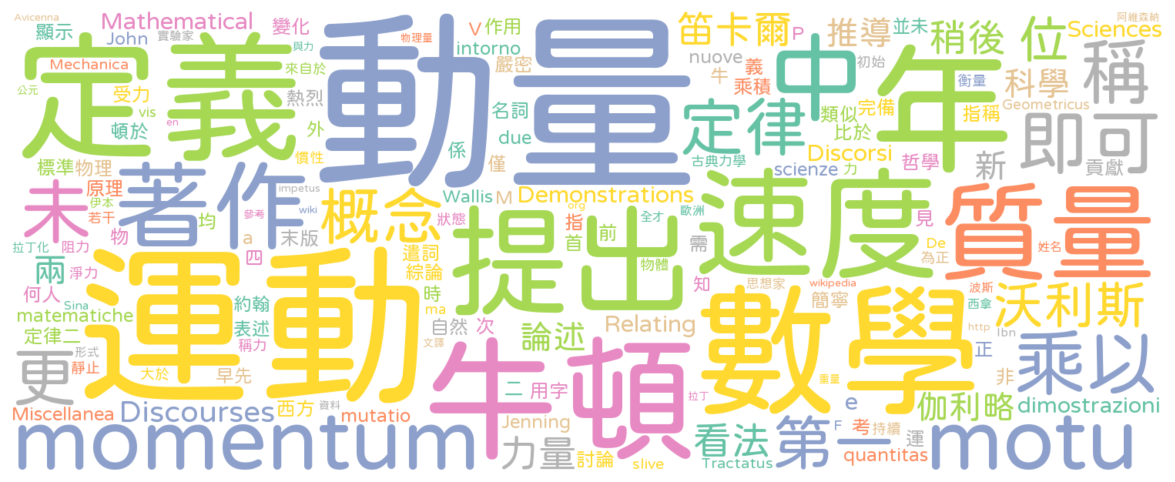 Avicenna 顯示 Mathematical 變化 V 作用 笛卡爾 P 推導 並未 稍後 位 阿維森納 Sciences
John 實驗家 物理量 與力 intorno nuove 初始 稱
定義 動量 中 年
Mechanica 來自於 嚴密 牛 義 乘積 科學 衡量
公元 受力 vis 熱烈 名詞 定律 類似 完備 指稱 Geometricus
en 頓於 外 係 due 比於 Discorsi 哲學 即可
標準 物理 慣性 僅 古典力學 scienze 力 新 貢獻
未 原理 著作 impetus Wallis M Demonstrations 速度 質量
伊本 若干 均 wiki 概念 狀態 org 指 全才 歐洲 見
物 參考 末版 a 提出 首 前 需 De 姓名
拉丁化 阻力 四 遣詞 物體 為正
兩 淨力 綜論 知 思想家 wikipedia 波斯
何人 Sina 運動 約翰 時 簡寧 西拿 沃利斯
matematiche 表述 ma 自然 次 Relating 數學 http Ibn
定律二 稱力 文譯 論述 正
更 形式 靜止 大於 早先 牛頓 二 用字 重量 非 乘以
Miscellanea Discourses 資料 西方 mutatio 拉丁 e 伽利略 dimostrazioni
momentum Jenning 看法 第一 F 考 持續 運 motu
力量 討論 slive Tractatus quantitas